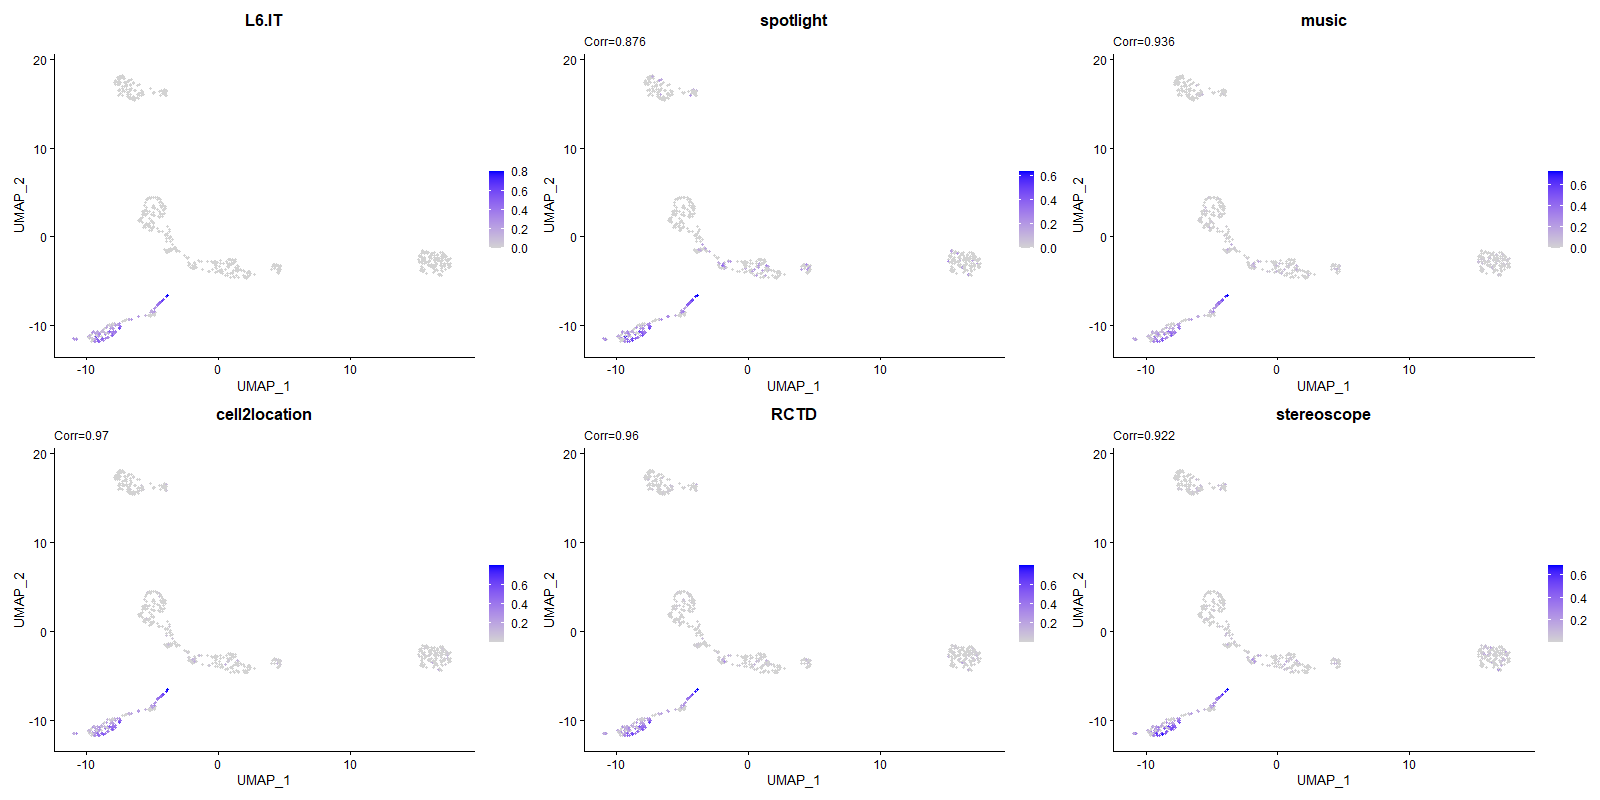 L6.IT
20
10
0
-10
UMAP_2
-10
0
10
UMAP_1
0.8
0.6
0.4
0.2
0.0
spotlight
Corr=0.876
20
10
0
-10
UMAP_2
-10
0
10
UMAP_1
0.6
0.4
0.2
0.0
music
Corr=0.936
20
10
0
-10
UMAP_2
-10
0
10
UMAP_1
0.6
0.4
0.2
0.0
cell2location
Corr=0.97
20
10
0
-10
UMAP_2
-10
0
10
UMAP_1
0.6
0.4
0.2
RCTD
Corr=0.96
20
10
0
-10
UMAP_2
-10
0
10
UMAP_1
0.6
0.4
0.2
stereoscope
Corr=0.922
20
10
0
-10
UMAP_2
-10
0
10
UMAP_1
0.6
0.4
0.2